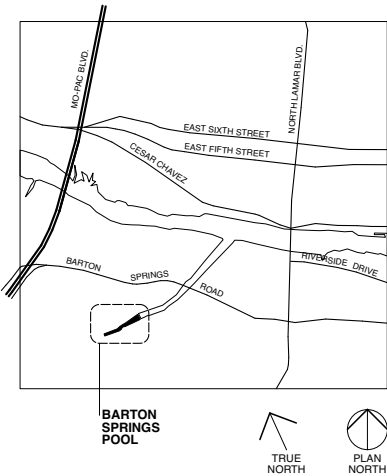 MO-PAC BLVD.
NORTH LAMAR BLVD.
EAST SIXTH STREET
EAST FIFTH STREET
CESAR CHAVEZ
RIVERSIDE DRIVE
BARTON SPRINGS ROAD
BARTON
SPRINGS
POOL
TRUE
NORTH
PLAN
NORTH